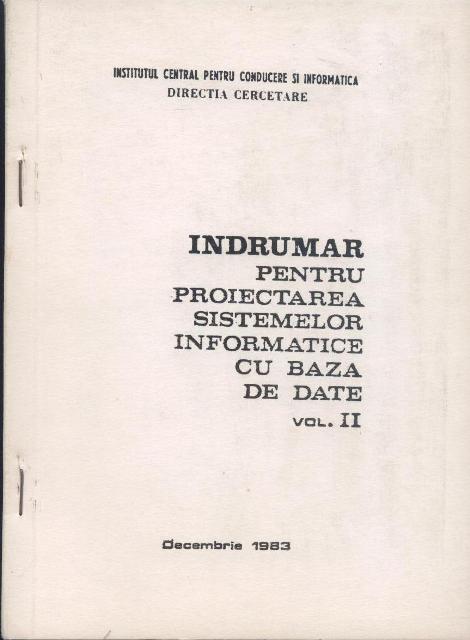 INSTITUTUL CENTRAL PENTRU CONDUCERE SI INFORMATICA
DIRECTIA CERCETARE
INDRUMAR
PENTRU
PROIECTAREA
SISTEMELOR
INFORMATICE
CU BAZA
DE DATE
VOL. II
Decembrie 1983